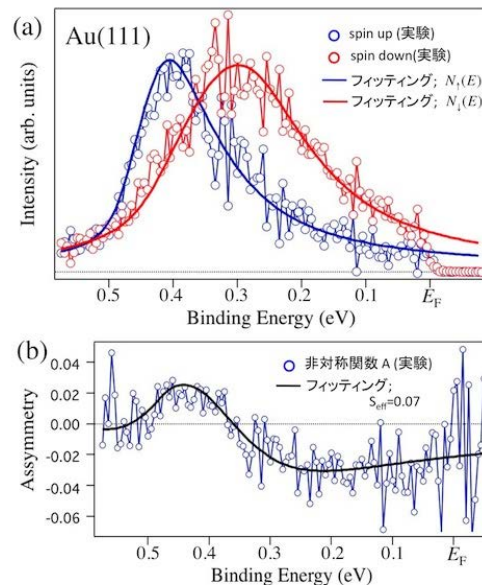 (a)
Au(111)
spin up (実験)
spin down(実験)
フィッティング; N↑(E)
フィッティング; N↓(E)
Intensity (arb. units)
0.5 0.4 0.3 0.2 0.1 EF
Binding Energy (eV)
(b)
0.04
0.02
0.00
-0.02
-0.04
-0.06
非対称関数 A (実験)
フィッティング;
Seff=0.07
Assymmetry
0.5 0.4 0.3 0.2 0.1 EF
Binding Energy (eV)